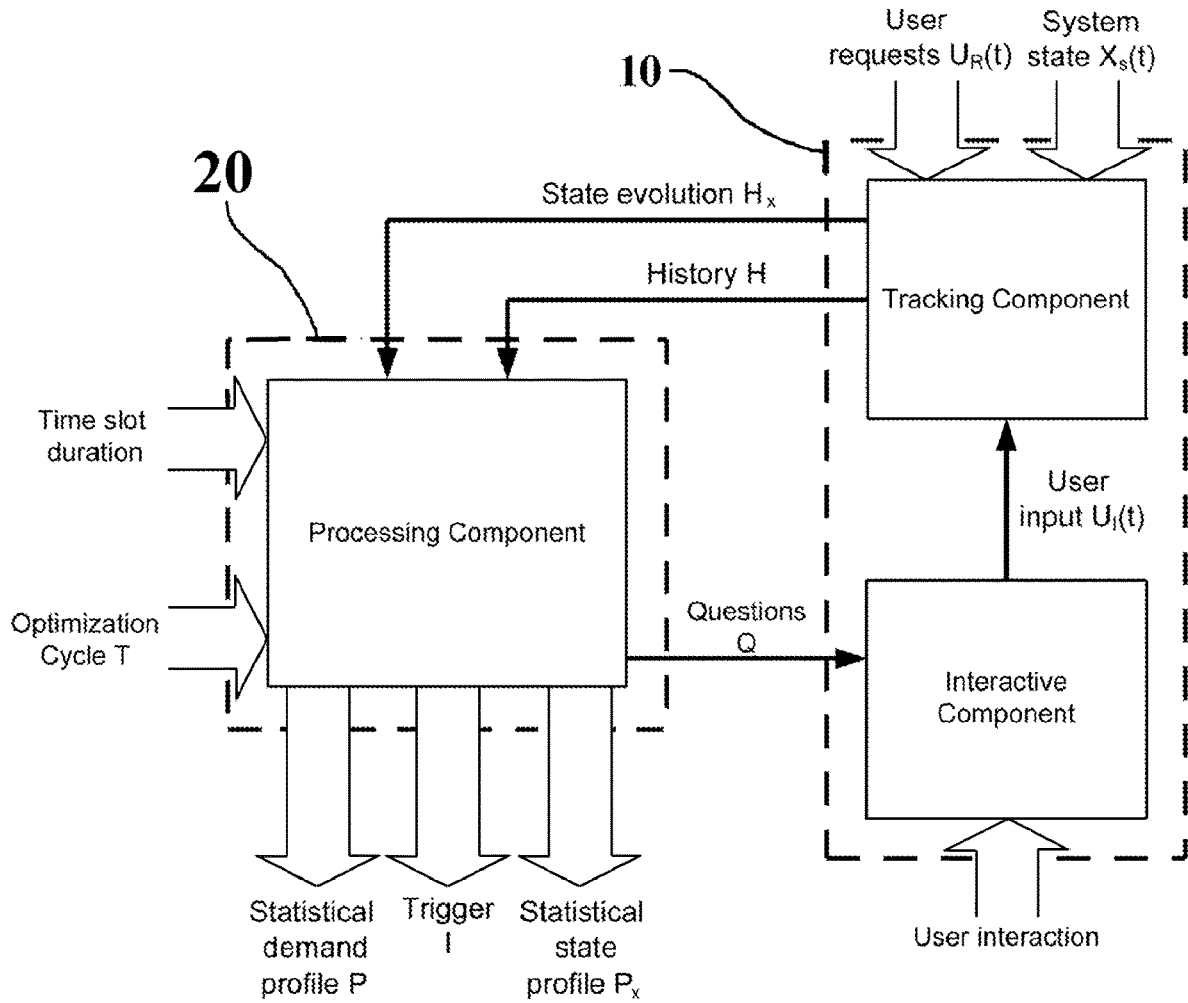 User
requests U_R(t)
System
state X_s(t)
10
20
State evolution H_x
History H
Tracking Component
Time slot
duration
Processing Component
User
input U_I(t)
Optimization
Cycle T
Questions
Q
Interactive
Component
Statistical
demand
profile P
Trigger
I
Statistical
state
profile P_x
User interaction